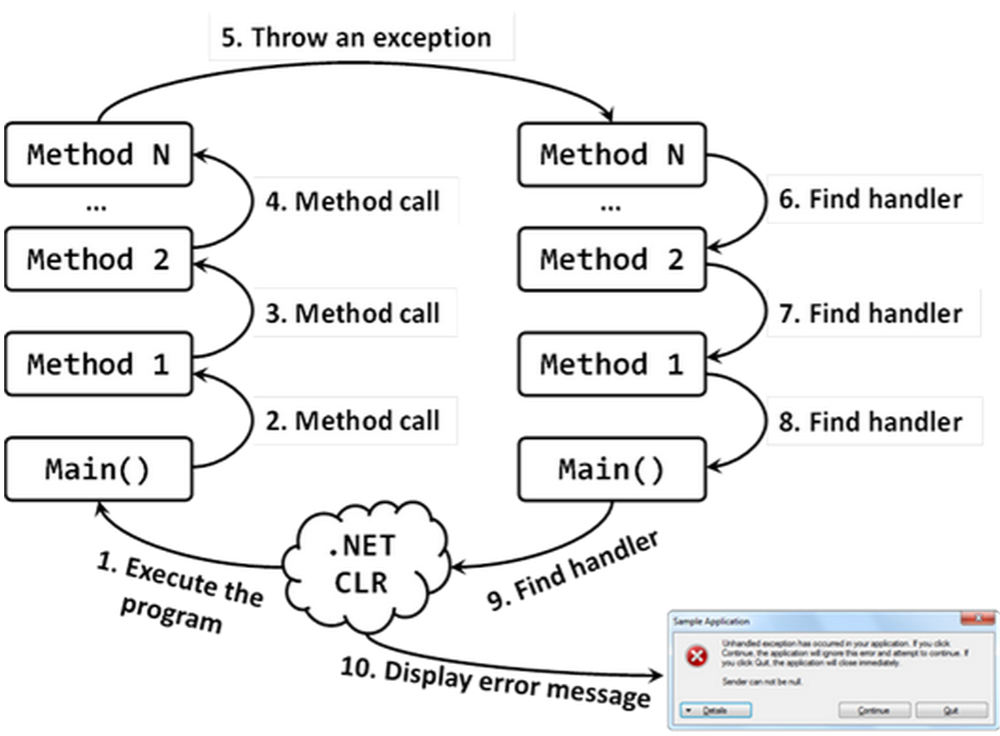 5. Throw an exception
Method N
...
Method 2
Method 1
Main()
4. Method call
3. Method call
2. Method call
Method N
...
Method 2
Method 1
Main()
6. Find handler
7. Find handler
8. Find handler
.NET
CLR
1. Execute the
program
9. Find handler
10. Display error message
Sample Application
Unhandled exception has occurred in your application. If you click
Continue, the application will ignore this error and attempt to continue. If
you click Quit, the application will close immediately.
Sender can not be null.
Details
Continue
Quit